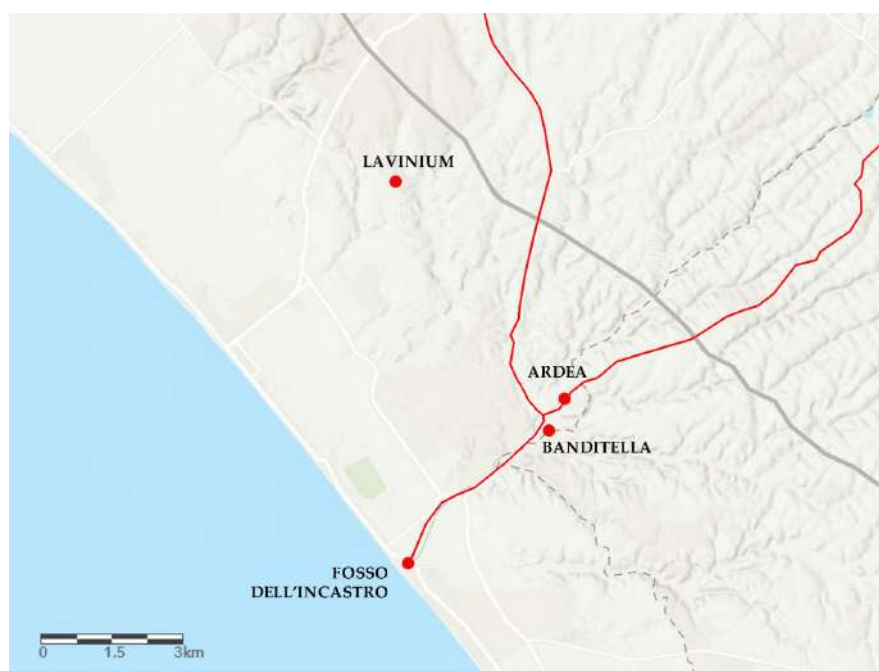 LAVINIUM
ARDEA
BANDITELLA
FOSSO
DELL'INCASTRO
0 1.5 3km